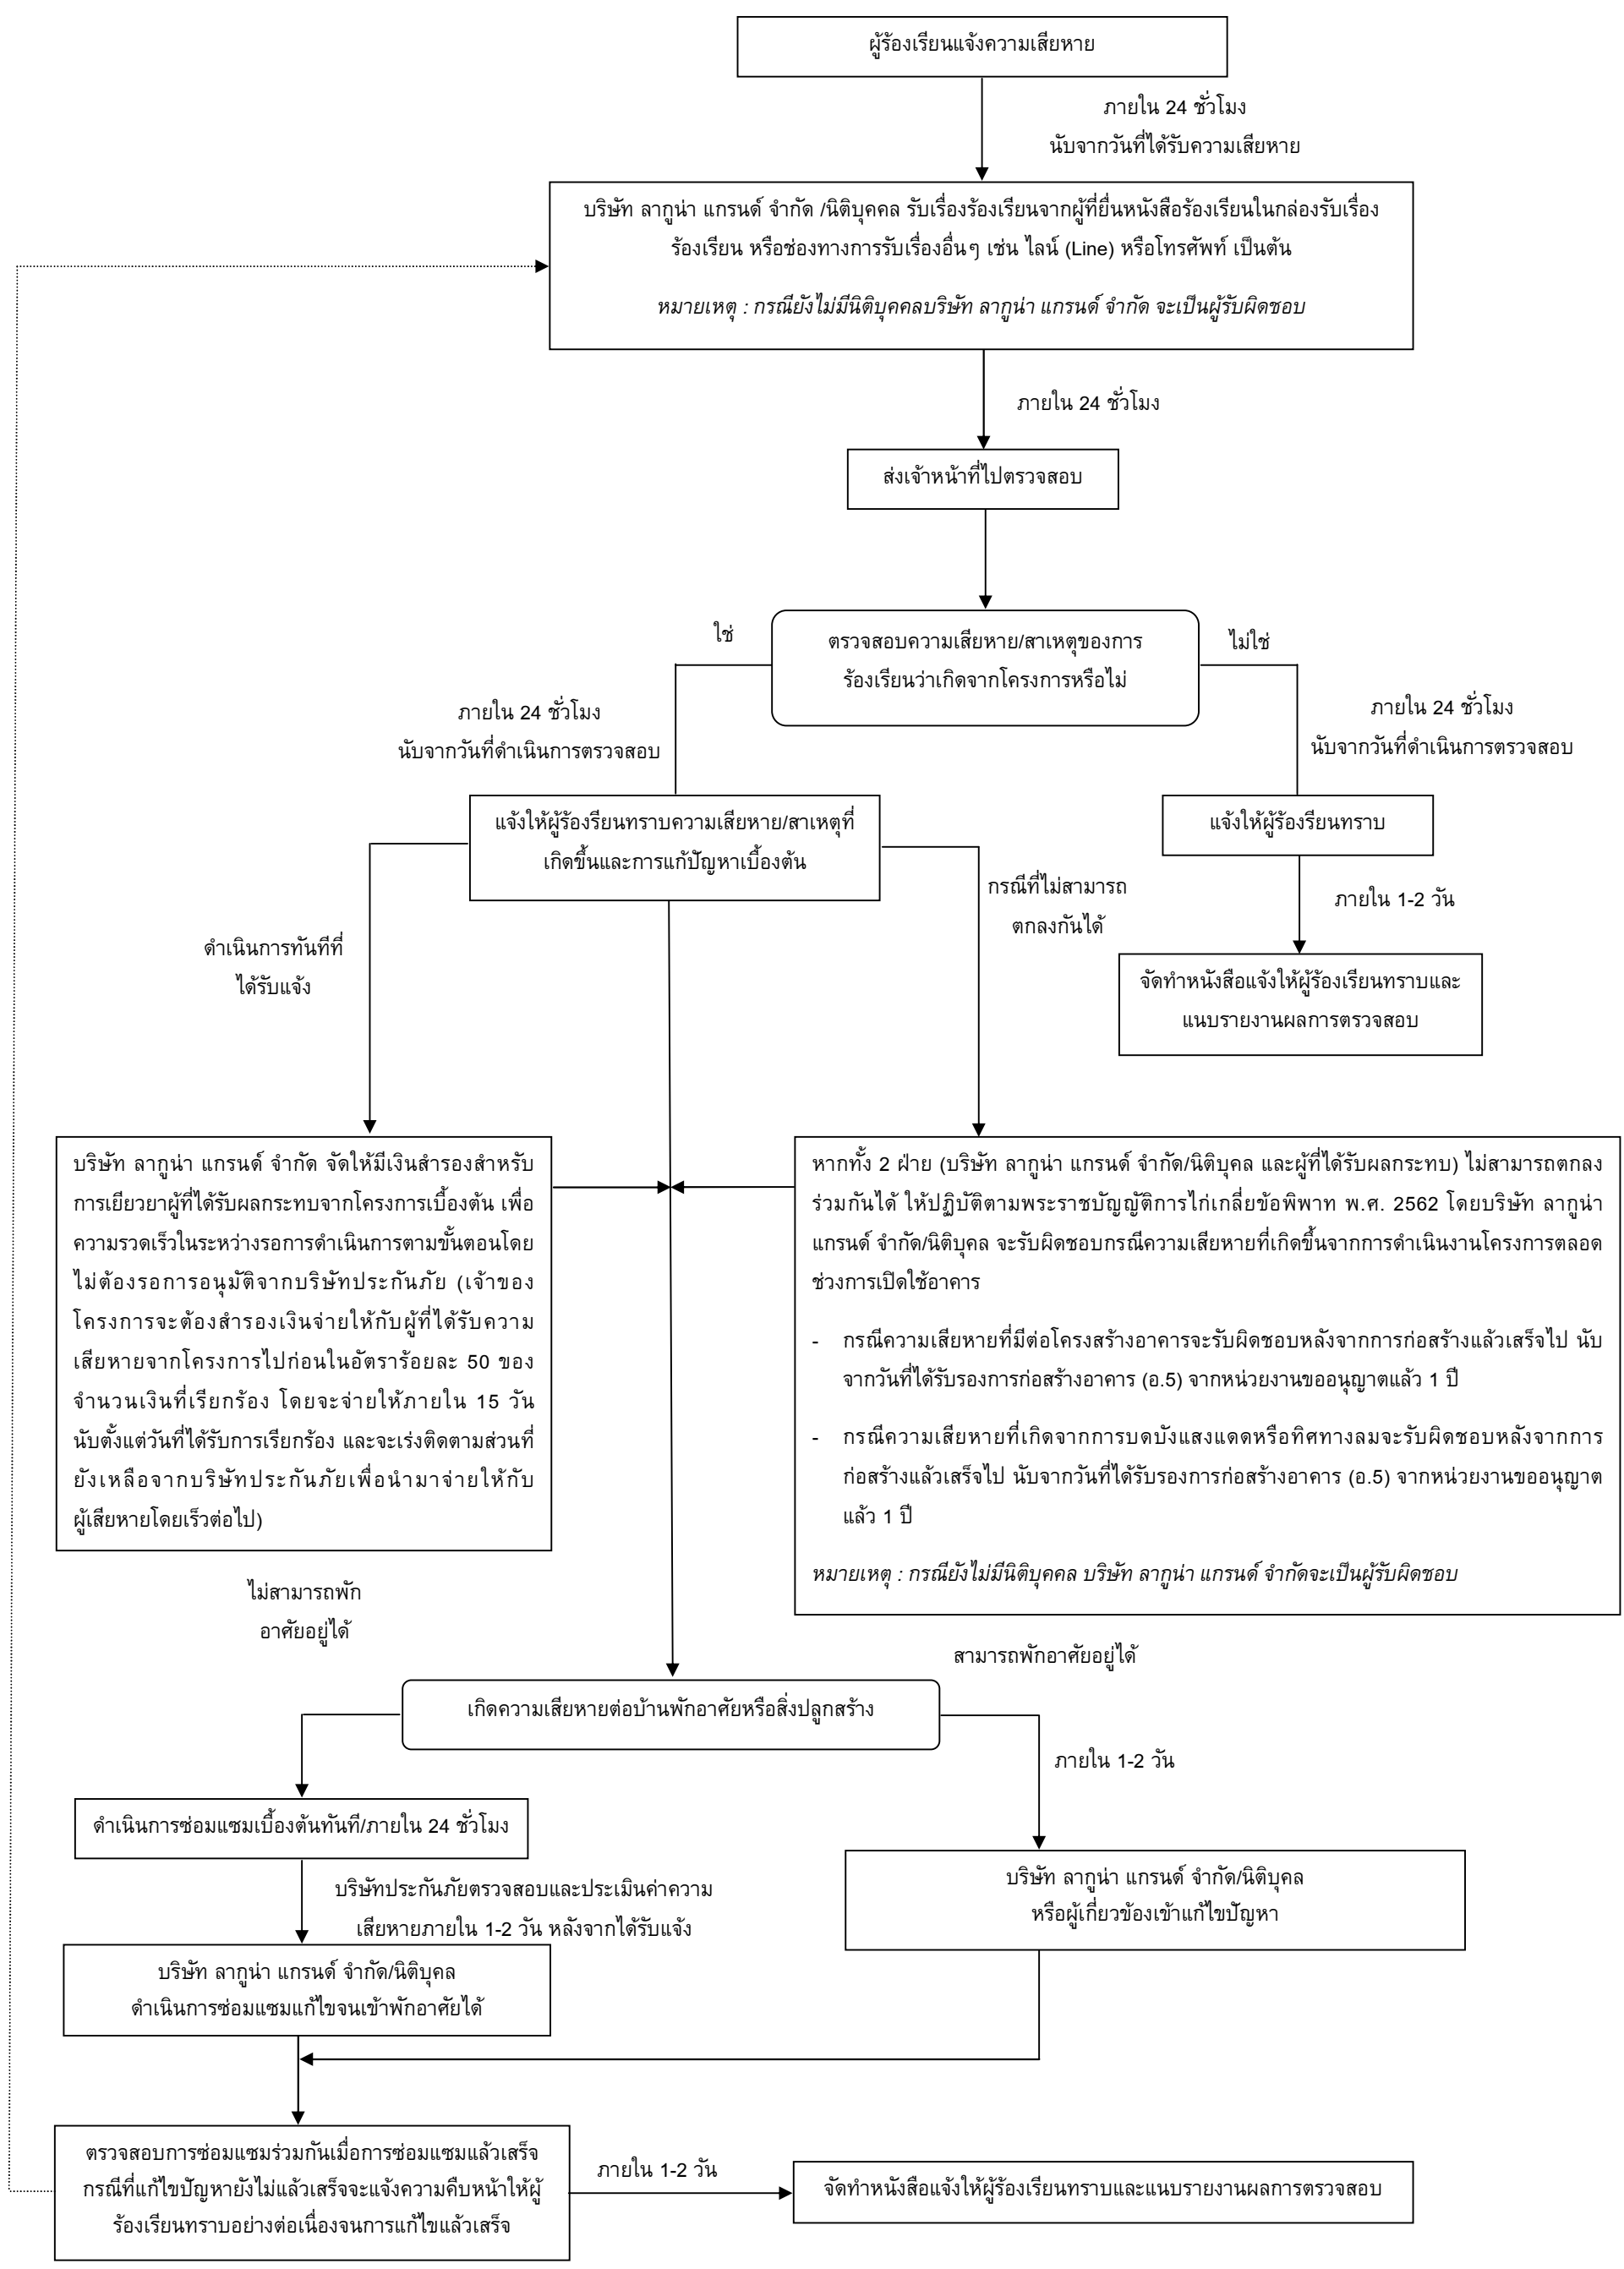 ผู้ร้องเรียนแจ้งความเสียหาย
ภายใน 24 ชั่วโมง
นับจากวันที่ได้รับความเสียหาย
บริษัท ลากูน่า แกรนด์ จำกัด /นิติบุคคล รับเรื่องร้องเรียนจากผู้ที่ยื่นหนังสือร้องเรียนในกล่องรับเรื่อง
ร้องเรียน หรือช่องทางการรับเรื่องอื่นๆ เช่น ไลน์ (Line) หรือโทรศัพท์ เป็นต้น
หมายเหตุ : กรณียังไม่มีนิติบุคคลบริษัท ลากูน่า แกรนด์ จำกัด จะเป็นผู้รับผิดชอบ
ภายใน 24 ชั่วโมง
ส่งเจ้าหน้าที่ไปตรวจสอบ
ตรวจสอบความเสียหาย/สาเหตุของการ
ร้องเรียนว่าเกิดจากโครงการหรือไม่
ใช่
ไม่ใช่
ภายใน 24 ชั่วโมง
นับจากวันที่ดำเนินการตรวจสอบ
ภายใน 24 ชั่วโมง
นับจากวันที่ดำเนินการตรวจสอบ
แจ้งให้ผู้ร้องรียนทราบความเสียหาย/สาเหตุที่
เกิดขึ้นและการแก้ปัญหาเบื้องต้น
แจ้งให้ผู้ร้องรียนทราบ
ภายใน 1-2 วัน
จัดทำหนังสือแจ้งให้ผู้ร้องเรียนทราบและ
แนบรายงานผลการตรวจสอบ
ดำเนินการทันทีที่
ได้รับแจ้ง
กรณีที่ไม่สามารถ
ตกลงกันได้
บริษัท ลากูน่า แกรนด์ จำกัด จัดให้มีเงินสำรองสำหรับ
การเยียวยาผู้ที่ได้รับผลกระทบจากโครงการเบื้องต้น เพื่อ
ความรวดเร็วในระหว่างรอการดำเนินการตามขั้นตอนโดย
ไม่ต้องรอการอนุมัติจากบริษัทประกันภัย (เจ้าของ
โครงการจะต้องสำรองเงินจ่ายให้กับผู้ที่ได้รับความ
เสียหายจากโครงการไปก่อนในอัตราร้อยละ 50 ของ
จำนวนเงินที่เรียกร้อง โดยจะจ่ายให้ภายใน 15 วัน
นับตั้งแต่วันที่ได้รับการเรียกร้อง และจะเร่งติดตามส่วนที่
ยังเหลือจากบริษัทประกันภัยเพื่อนำมาจ่ายให้กับ
ผู้เสียหายโดยเร็วต่อไป)
หากทั้ง 2 ฝ่าย (บริษัท ลากูน่า แกรนด์ จำกัด/นิติบุคล และผู้ที่ได้รับผลกระทบ) ไม่สามารถตกลง
ร่วมกันได้ ให้ปฏิบัติตามพระราชบัญญัติการไก่เกลี่ยข้อพิพาท พ.ศ. 2562 โดยบริษัท ลากูน่า
แกรนด์ จำกัด/นิติบุคล จะรับผิดชอบกรณีความเสียหายที่เกิดขึ้นจากการดำเนินงานโครงการตลอด
ช่วงการเปิดใช้อาคาร
- กรณีความเสียหายที่มีต่อโครงสร้างอาคารจะรับผิดชอบหลังจากการก่อสร้างแล้วเสร็จไป นับ
จากวันที่ได้รับรองการก่อสร้างอาคาร (อ.5) จากหน่วยงานขออนุญาตแล้ว 1 ปี
- กรณีความเสียหายที่เกิดจากการบดบังแสงแดดหรือทิศทางลมจะรับผิดชอบหลังจากการ
ก่อสร้างแล้วเสร็จไป นับจากวันที่ได้รับรองการก่อสร้างอาคาร (อ.5) จากหน่วยงานขออนุญาต
แล้ว 1 ปี
หมายเหตุ : กรณียังไม่มีนิติบุคคล บริษัท ลากูน่า แกรนด์ จำกัดจะเป็นผู้รับผิดชอบ
ไม่สามารถพัก
อาศัยอยู่ได้
สามารถพักอาศัยอยู่ได้
เกิดความเสียหายต่อบ้านพักอาศัยหรือสิ่งปลูกสร้าง
ภายใน 1-2 วัน
ดำเนินการซ่อมแซมเบื้องต้นทันที/ภายใน 24 ชั่วโมง
บริษัทประกันภัยตรวจสอบและประเมินค่าความ
เสียหายภายใน 1-2 วัน หลังจากได้รับแจ้ง
บริษัท ลากูน่า แกรนด์ จำกัด/นิติบุคล
หรือผู้เกี่ยวข้องเข้าแก้ไขปัญหา
บริษัท ลากูน่า แกรนด์ จำกัด/นิติบุคล
ดำเนินการซ่อมแซมแก้ไขจนเข้าพักอาศัยได้
ตรวจสอบการซ่อมแซมร่วมกันเมื่อการซ่อมแซมแล้วเสร็จ
กรณีที่แก้ไขปัญหายังไม่แล้วเสร็จจะแจ้งความคืบหน้าให้ผู้
ร้องเรียนทราบอย่างต่อเนื่องจนการแก้ไขแล้วเสร็จ
ภายใน 1-2 วัน
จัดทำหนังสือแจ้งให้ผู้ร้องเรียนทราบและแนบรายงานผลการตรวจสอบ